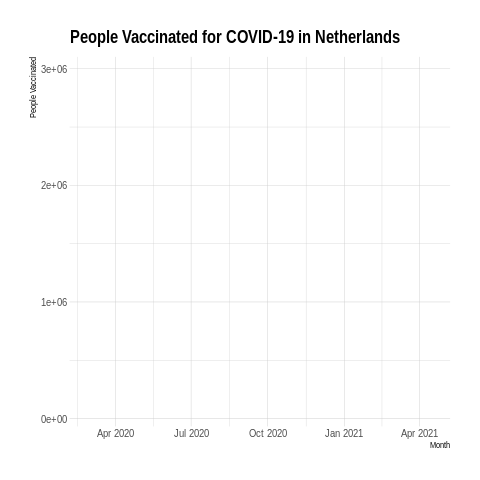 People Vaccinated for COVID-19 in Netherlands
People Vaccinated
3e+06
2e+06
1e+06
0e+00
Apr 2020 Jul 2020 Oct 2020 Jan 2021 Apr 2021
Month